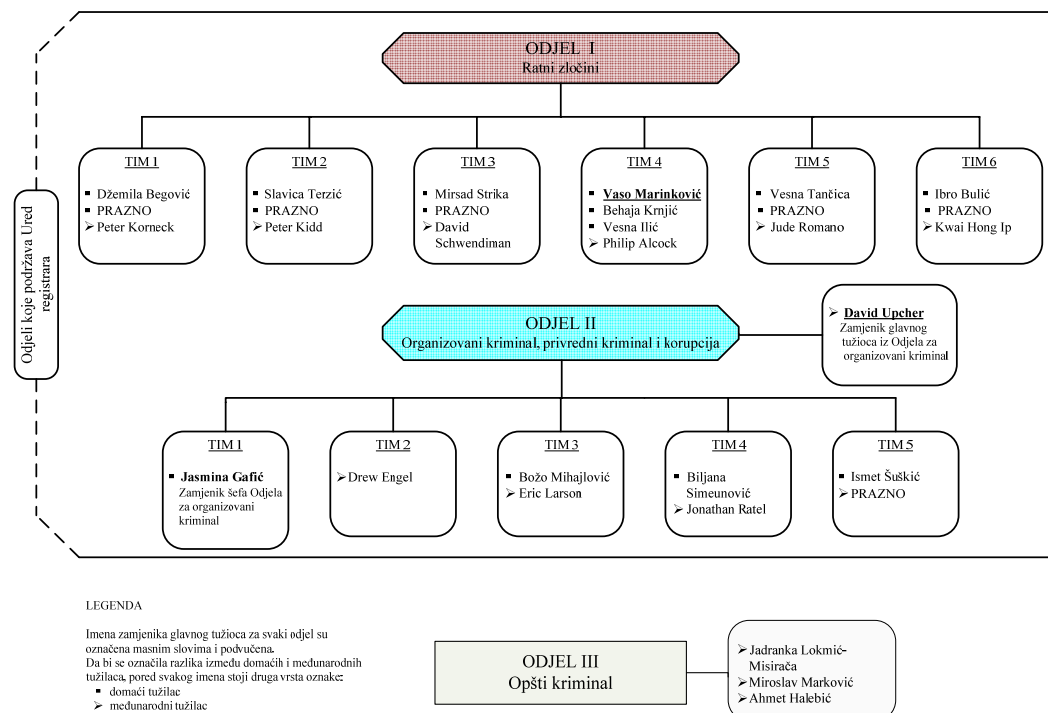 ODJEL I
Ratni zločini
TIM 1
▪ Džemila Begović
▪ PRAZNO
➢ Peter Korneck
TIM 2
▪ Slavica Terzić
▪ PRAZNO
➢ Peter Kidd
TIM 3
▪ Mirsad Strika
▪ PRAZNO
➢ David
Schwendiman
TIM 4
▪ Vaso Marinković
▪ Behaja Krnjić
▪ Vesna Ilić
➢ Philip Alcock
TIM 5
▪ Vesna Tančica
▪ PRAZNO
➢ Jude Romano
TIM 6
▪ Ibro Bulić
▪ PRAZNO
➢ Kwai Hong Ip
Odjeli koje podržava Ured
registrara
ODJEL II
Organizovani kriminal, privredni kriminal i korupcija
➢ David Upcher
Zamjenik glavnog
tužioca iz Odjela za
organizovani kriminal
TIM 1
▪ Jasmina Gafić
Zamjenik šefa Odjela
za organizovani
kriminal
TIM 2
➢ Drew Engel
TIM 3
▪ Božo Mihajlović
➢ Eric Larson
TIM 4
▪ Biljana
Simeunović
➢ Jonathan Ratel
TIM 5
▪ Ismet Šuškić
➢ PRAZNO
LEGENDA
Imena zamjenika glavnog tužioca za svaki odjel su
označena masnim slovima i podvučena.
Da bi se označila razlika između domaćih i međunarodnih
tužilaca, pored svakog imena stoji druga vrsta oznake:
▪ domaći tužilac
➢ međunarodni tužilac
ODJEL III
Opšti kriminal
➢ Jadranka Lokmić-
Misirača
➢ Miroslav Marković
➢ Ahmet Halebić